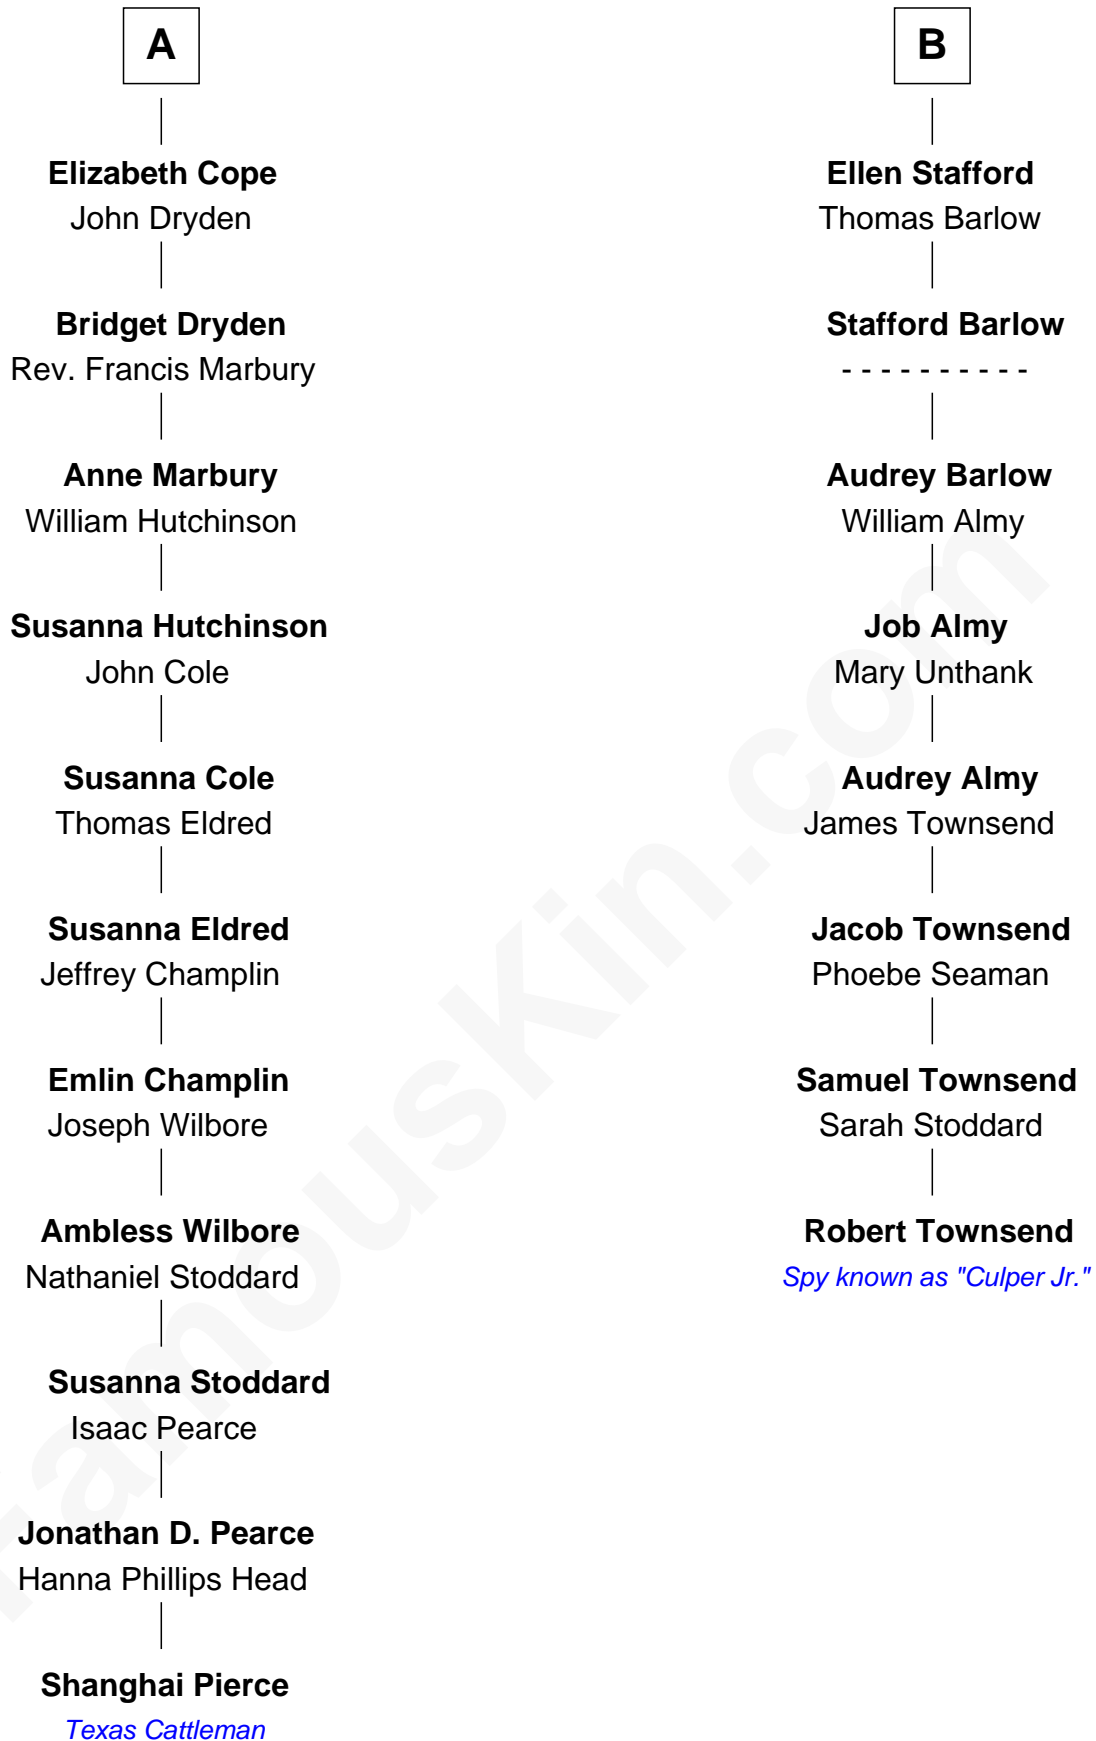 A
Elizabeth Cope
John Dryden
Bridget Dryden
Rev. Francis Marbury
Anne Marbury
William Hutchinson
Susanna Hutchinson
John Cole
Susanna Cole
Thomas Eldred
Susanna Eldred
Jeffrey Champlin
Emlin Champlin
Joseph Wilbore
Ambless Wilbore
Nathaniel Stoddard
Susanna Stoddard
Isaac Pearce
Jonathan D. Pearce
Hanna Phillips Head
Shanghai Pierce
Texas Cattleman
B
Ellen Stafford
Thomas Barlow
Stafford Barlow
- - - - - - - - - -
Audrey Barlow
William Almy
Job Almy
Mary Unthank
Audrey Almy
James Townsend
Jacob Townsend
Phoebe Seaman
Samuel Townsend
Sarah Stoddard
Robert Townsend
Spy known as "Culper Jr."
FamousKin.com